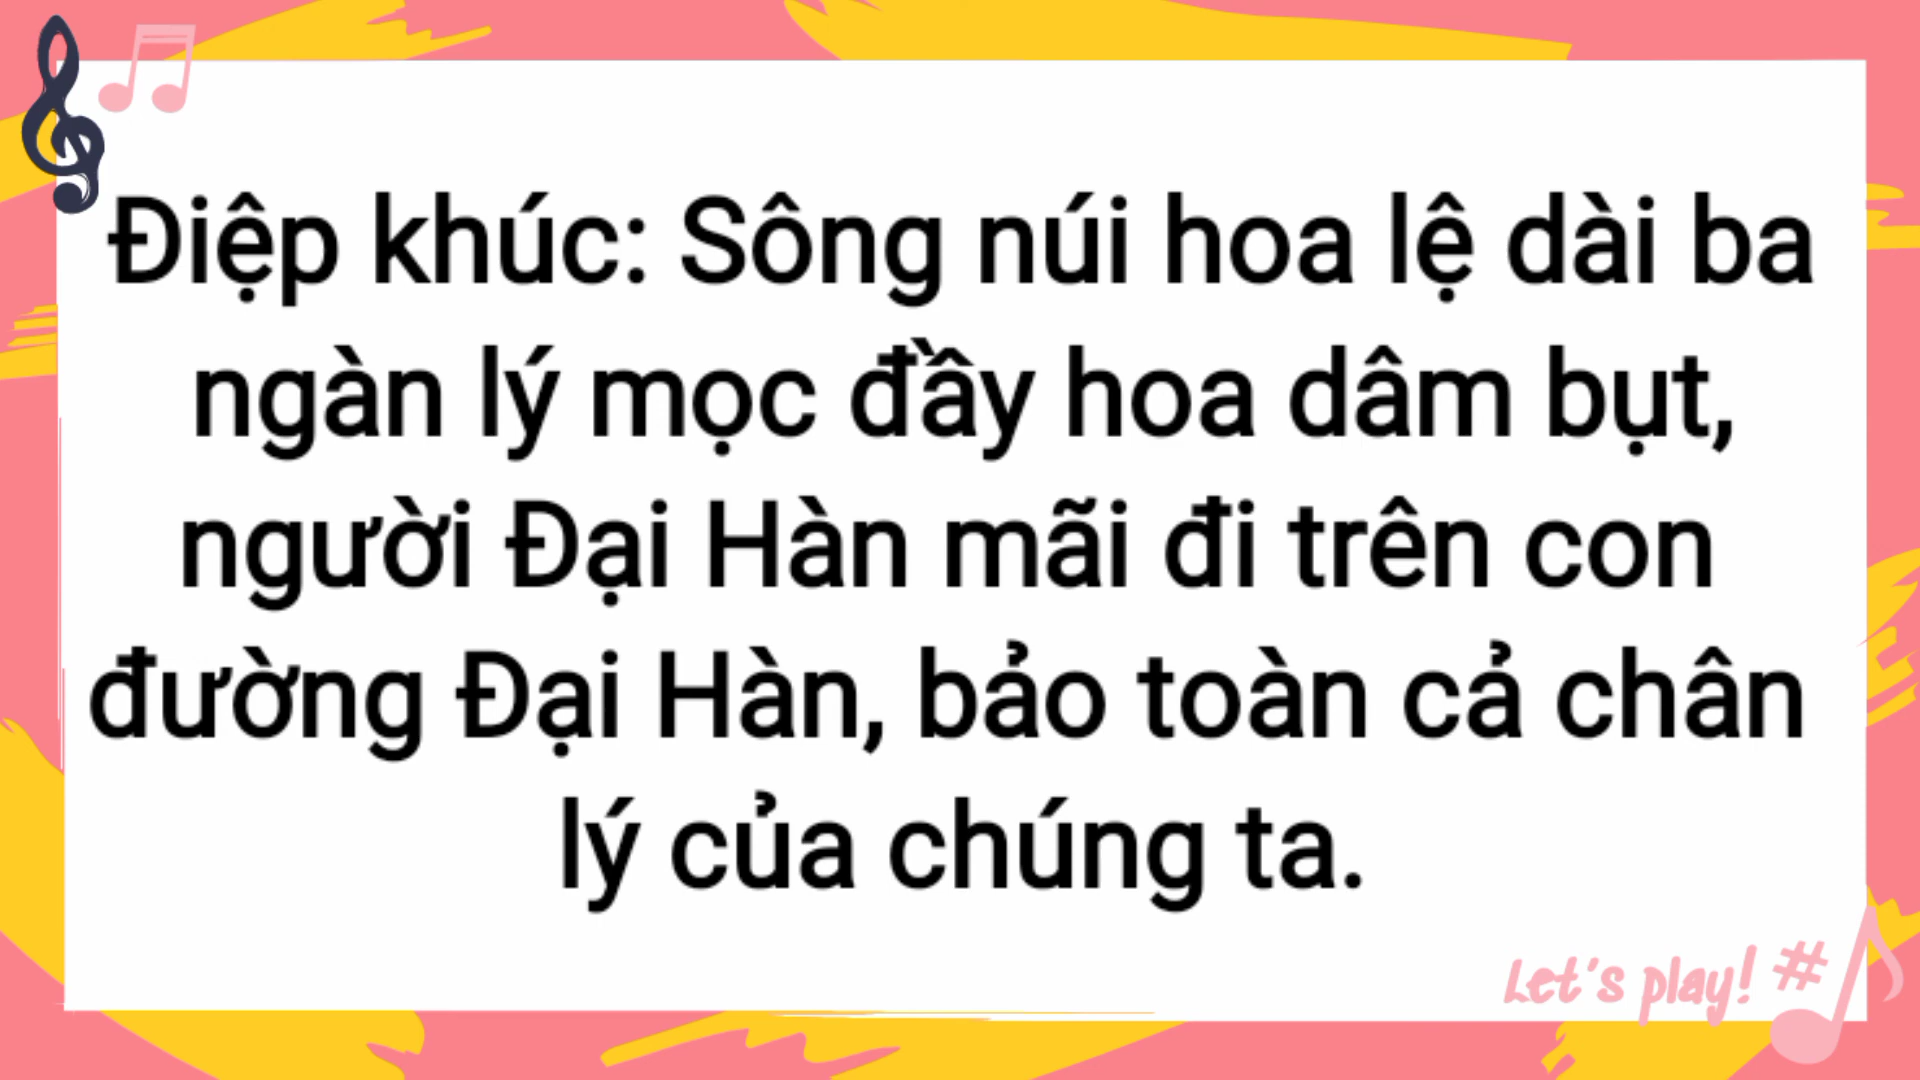 Điệp khúc: Sông núi hoa lệ dài ba
ngàn lý mọc đầy hoa dâm bụt,
người Đại Hàn mãi đi trên con
đường Đại Hàn, bảo toàn cả chân
lý của chúng ta.
Let's play! #